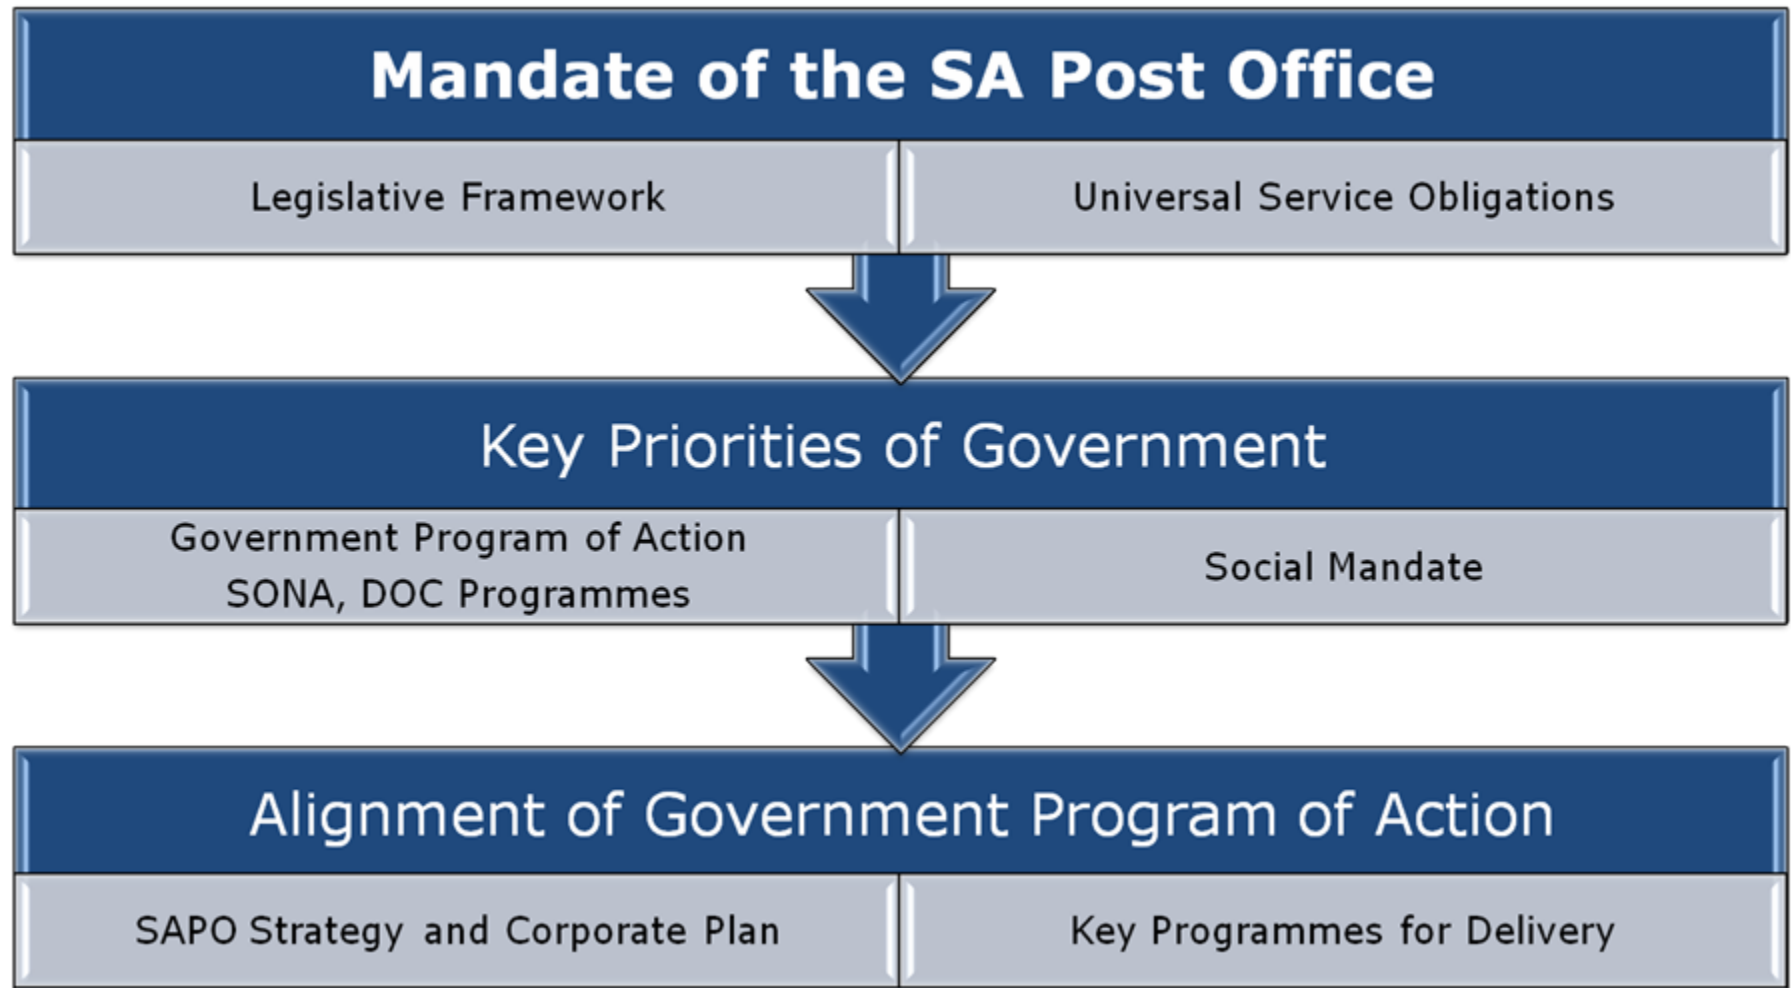 Mandate of the SA Post Office
Legislative Framework
Universal Service Obligations
Key Priorities of Government
Government Program of Action
SONA, DOC Programmes
Social Mandate
Alignment of Government Program of Action
SAPO Strategy and Corporate Plan
Key Programmes for Delivery